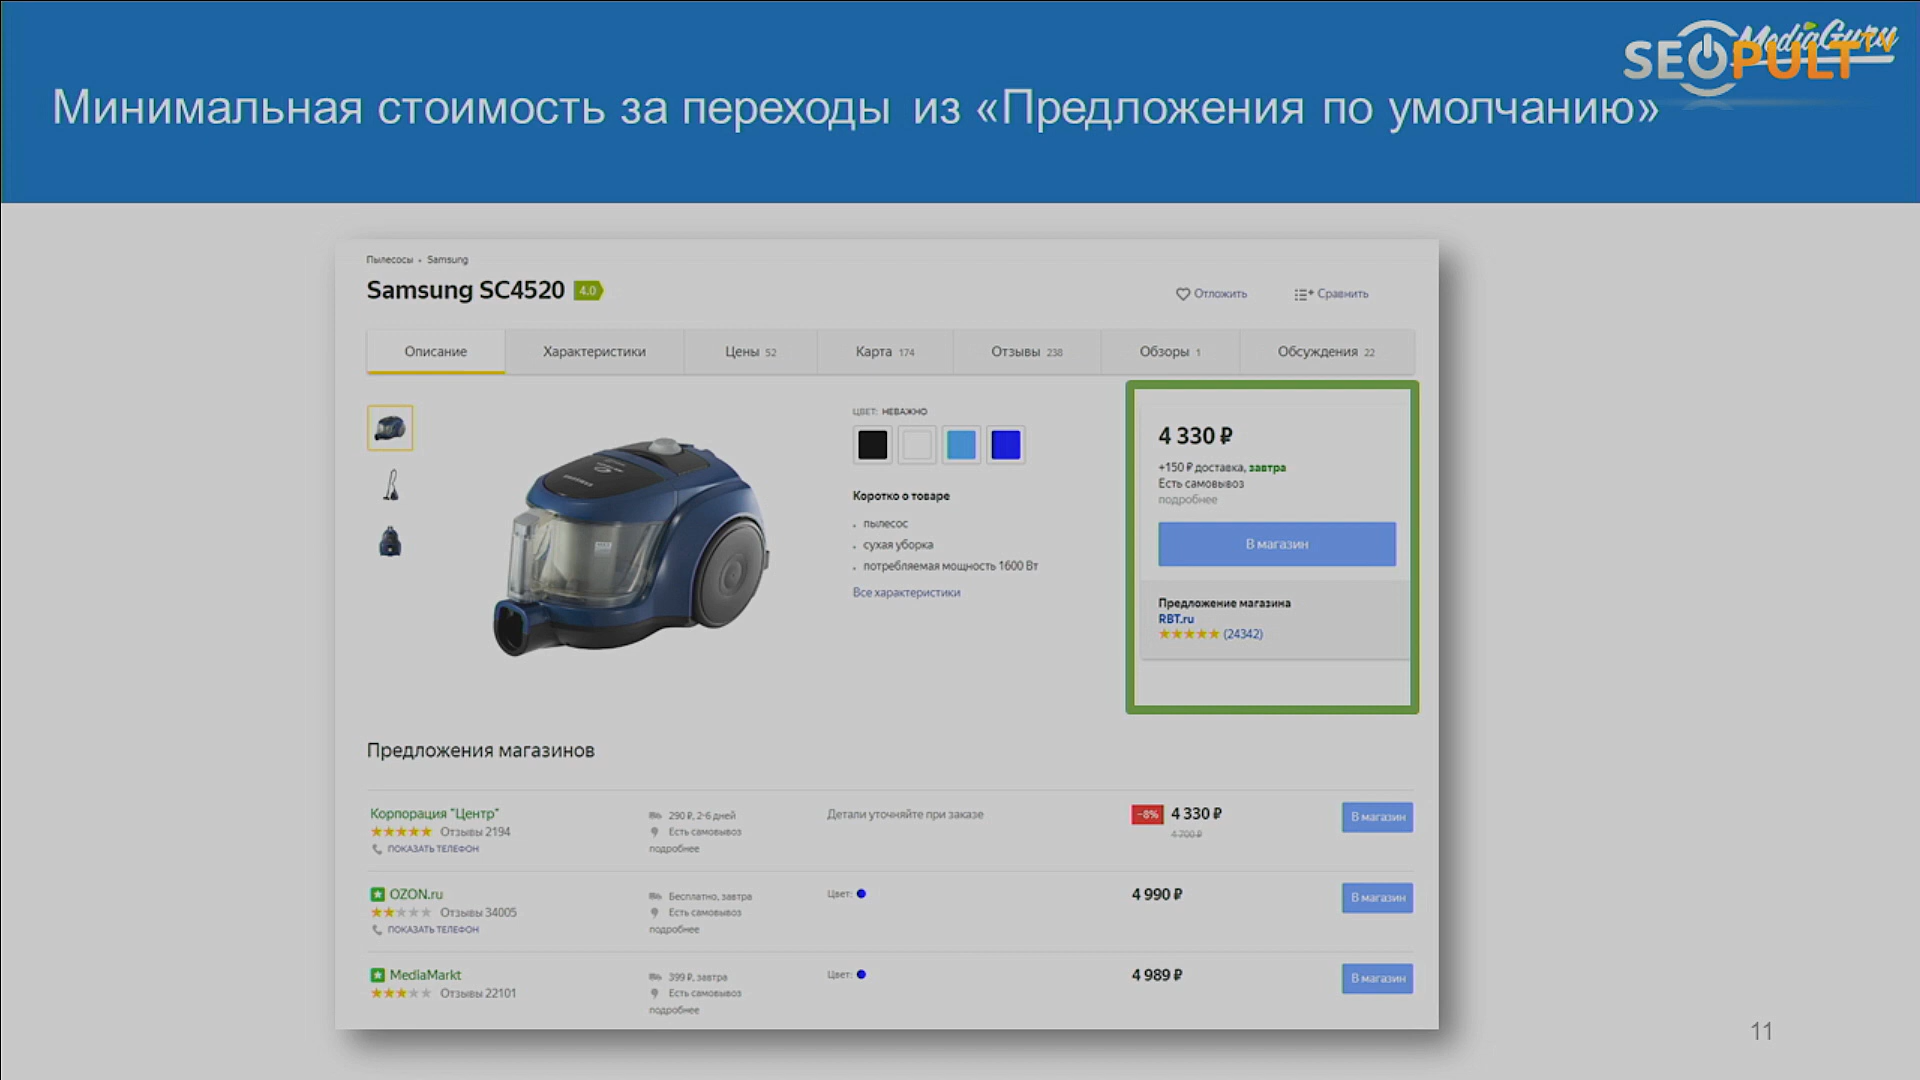 MediaGuru
SEOPULT TV
Минимальная стоимость за переходы из «Предложения по умолчанию»
Пылесосы • Samsung
Samsung SC4520 4.0
Отложить
Сравнить
Описание
Характеристики
Цены 52
Карта 174
Отзывы 238
Обзоры 1
Обсуждения 22
ЦВЕТ: НЕВАЖНО
Коротко о товаре
• пылесос
• сухая уборка
• потребляемая мощность 1600 Вт
Все характеристики
4 330 ₽
+150 ₽ доставка, завтра
Есть самовывоз
подробнее
В магазин
Предложение магазина
RBT.ru
(24342)
Предложения магазинов
Корпорация "Центр"
Отзывы 2194
ПОКАЗАТЬ ТЕЛЕФОН
290 ₽, 2-6 дней
Есть самовывоз
подробнее
Детали уточняйте при заказе
-8% 4 330 ₽
4 700 ₽
В магазин
OZON.ru
Отзывы 34005
ПОКАЗАТЬ ТЕЛЕФОН
Бесплатно, завтра
Есть самовывоз
подробнее
Цвет:
4 990 ₽
В магазин
MediaMarkt
Отзывы 22101
399 ₽, завтра
Есть самовывоз
подробнее
Цвет:
4 989 ₽
В магазин
11